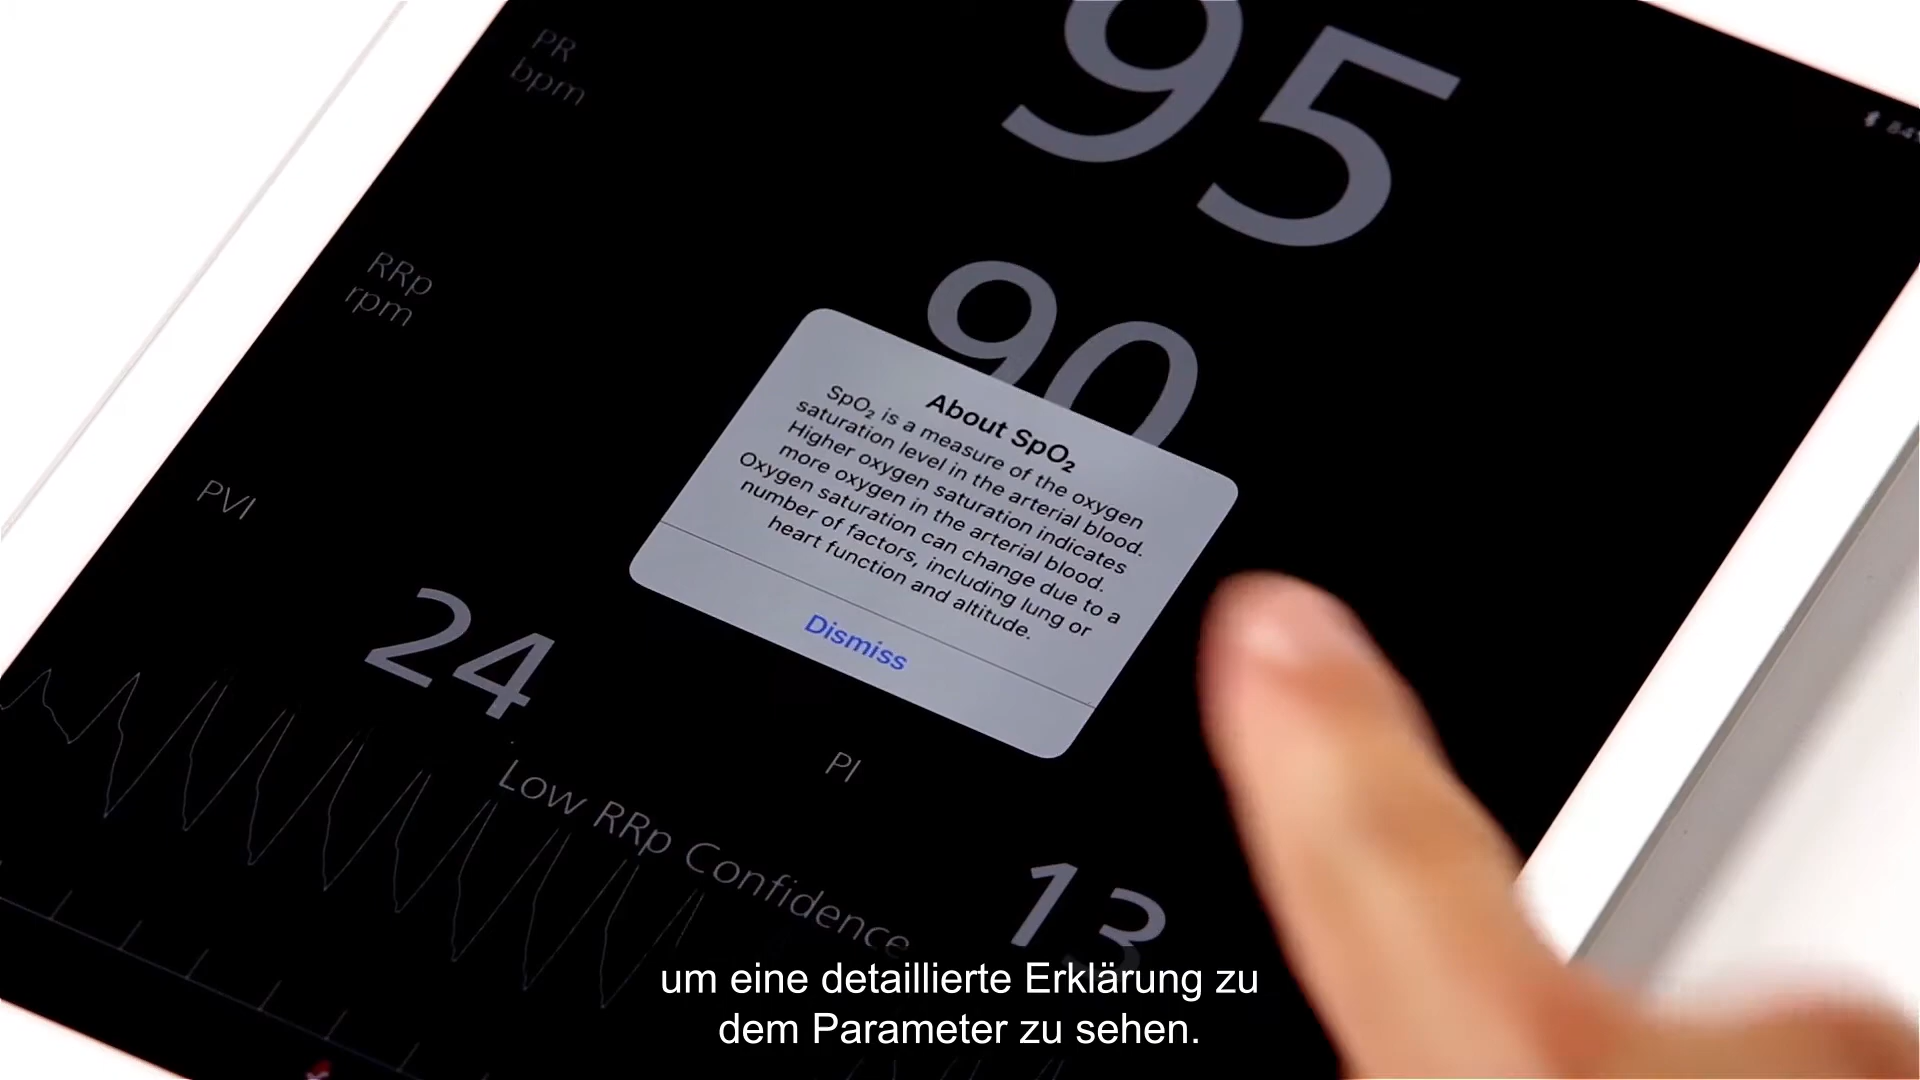 95
PR
bpm
RRp
rpm
90
About SpO₂
SpO₂ is a measure of the oxygen
saturation level in the arterial blood.
Higher oxygen saturation indicates
more oxygen in the arterial blood.
Oxygen saturation can change due to a
number of factors, including lung or
heart function and altitude.
Dismiss
PVI
24
PI
Low RRp Confidence
13
um eine detaillierte Erklärung zu
dem Parameter zu sehen.